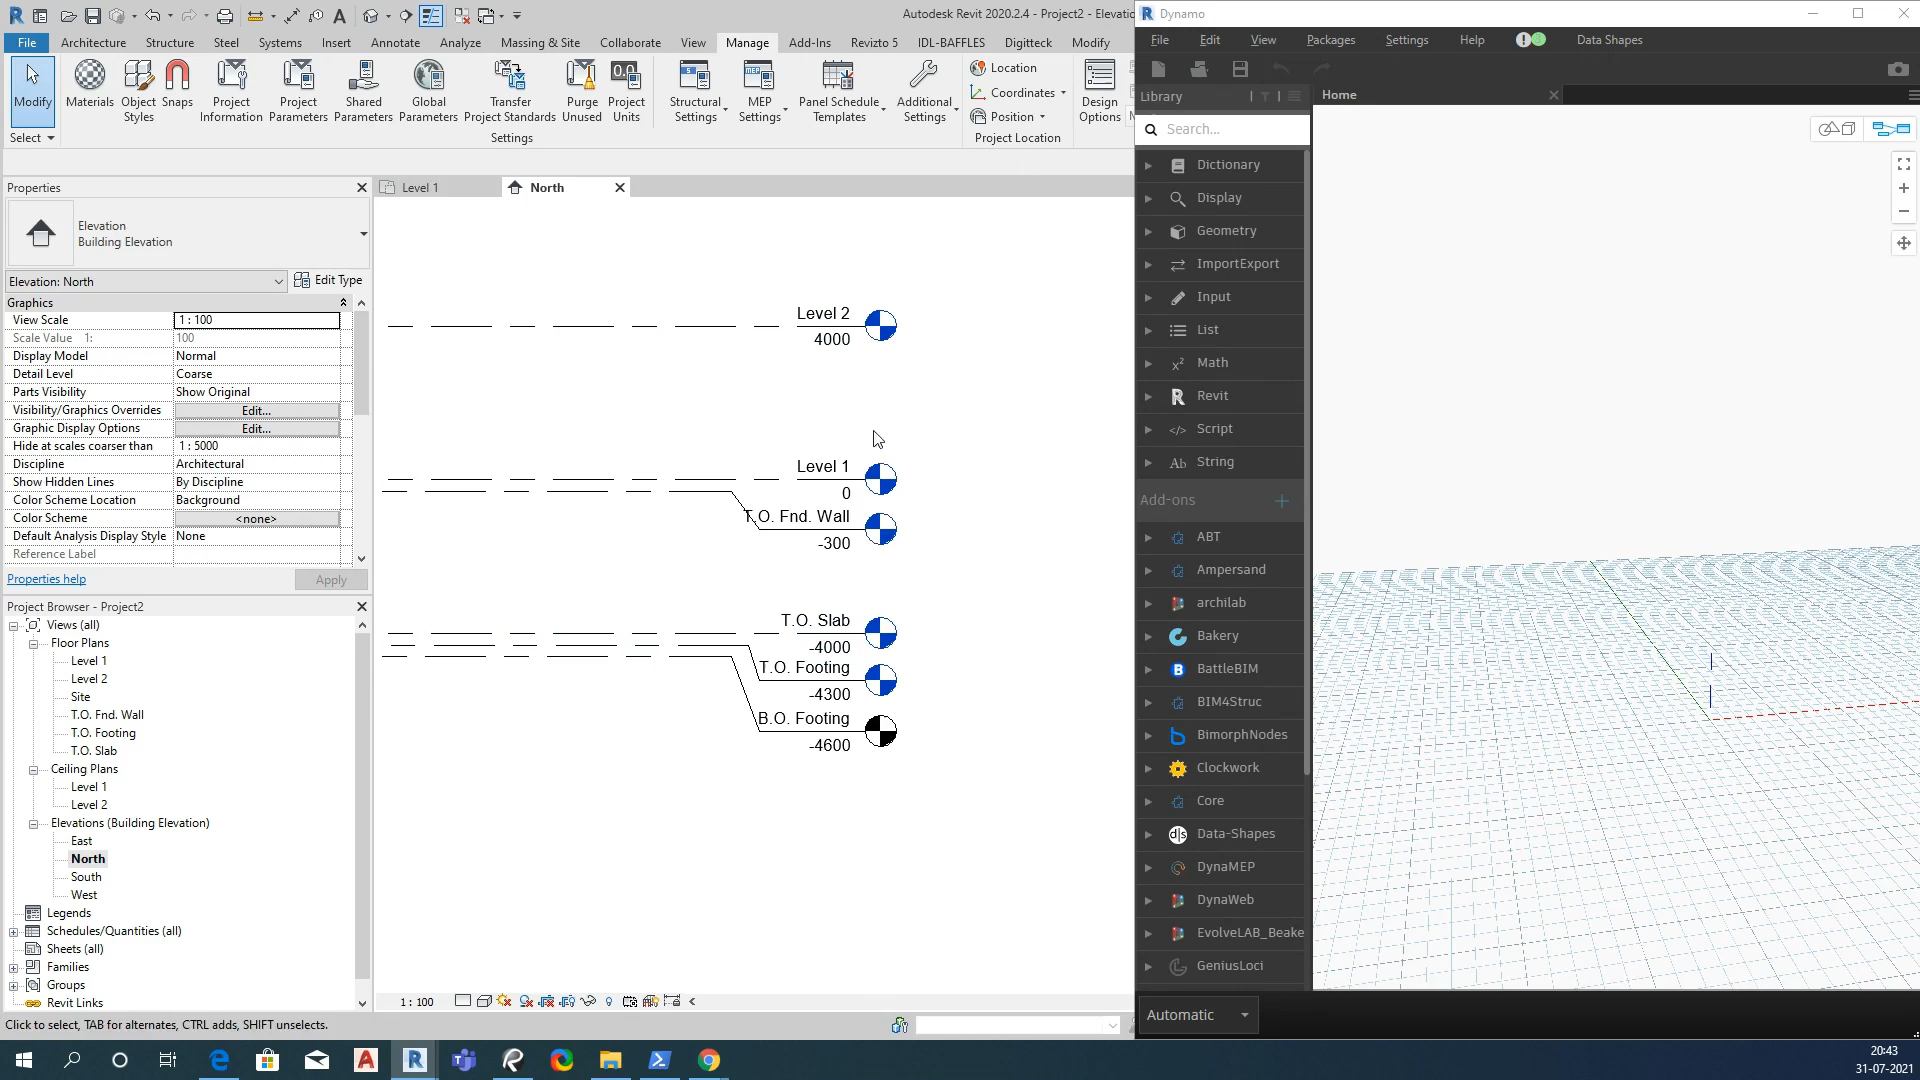 Autodesk Revit 2020.2.4 - Project2 - Elevatio
File
Architecture
Structure
Steel
Systems
Insert
Annotate
Analyze
Massing & Site
Collaborate
View
Manage
Add-Ins
Revizto 5
IDL-BAFFLES
Digitteck
Modify
Modify
Materials
Object
Styles
Snaps
Project
Information
Project
Parameters
Shared
Parameters
Global
Parameters
Transfer
Project Standards
Purge
Unused
Project
Units
Structural
Settings
MEP
Settings
Panel Schedule
Templates
Additional
Settings
Location
Coordinates
Position
Design
Options
Select
Settings
Project Location
Properties
Elevation
Building Elevation
Elevation: North
Edit Type
Graphics
View Scale
1 : 100
Scale Value 1:
100
Display Model
Normal
Detail Level
Coarse
Parts Visibility
Show Original
Visibility/Graphics Overrides
Edit...
Graphic Display Options
Edit...
Hide at scales coarser than
1 : 5000
Discipline
Architectural
Show Hidden Lines
By Discipline
Color Scheme Location
Background
Color Scheme
<none>
Default Analysis Display Style
None
Reference Label
Properties help
Apply
Project Browser - Project2
Views (all)
Floor Plans
Level 1
Level 2
Site
T.O. Fnd. Wall
T.O. Footing
T.O. Slab
Ceiling Plans
Level 1
Level 2
Elevations (Building Elevation)
East
North
South
West
Legends
Schedules/Quantities (all)
Sheets (all)
Families
Groups
Revit Links
Level 1
North
Level 2
4000
Level 1
0
T.O. Fnd. Wall
-300
T.O. Slab
-4000
T.O. Footing
-4300
B.O. Footing
-4600
1 : 100
Click to select, TAB for alternates, CTRL adds, SHIFT unselects.
Dynamo
File
Edit
View
Packages
Settings
Help
Data Shapes
Library
Search...
Home
Dictionary
Display
Geometry
ImportExport
Input
List
Math
Revit
Script
String
Add-ons
ABT
Ampersand
archilab
Bakery
BattleBIM
BIM4Struc
BimorphNodes
Clockwork
Core
Data-Shapes
DynaMEP
DynaWeb
EvolveLAB_Beake
GeniusLoci
Automatic
20:43
31-07-2021